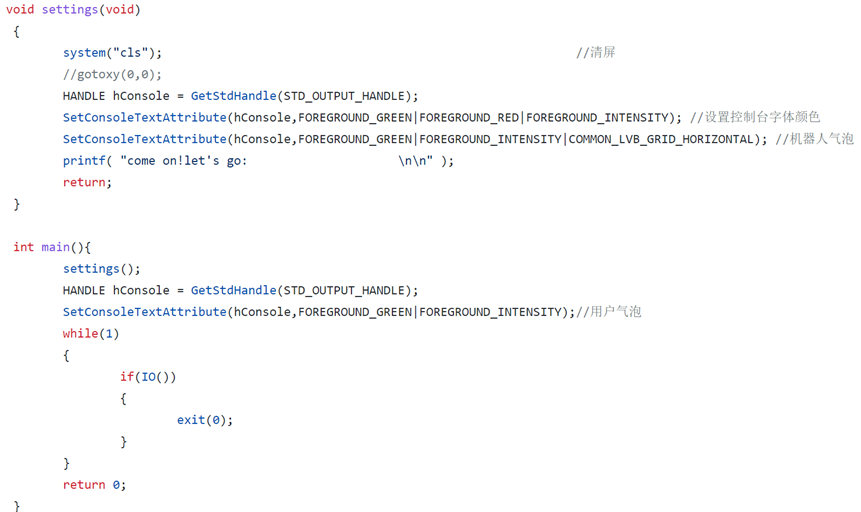 void settings(void)
{
system("cls"); //清屏
//gotoxy(0,0);
HANDLE hConsole = GetStdHandle(STD_OUTPUT_HANDLE);
SetConsoleTextAttribute(hConsole,FOREGROUND_GREEN|FOREGROUND_RED|FOREGROUND_INTENSITY); //设置控制台字体颜色
SetConsoleTextAttribute(hConsole,FOREGROUND_GREEN|FOREGROUND_INTENSITY|COMMON_LVB_GRID_HORIZONTAL); //机器人气泡
printf( "come on!let's go:                     \n\n" );
return;
}
int main(){
settings();
HANDLE hConsole = GetStdHandle(STD_OUTPUT_HANDLE);
SetConsoleTextAttribute(hConsole,FOREGROUND_GREEN|FOREGROUND_INTENSITY);//用户气泡
while(1)
{
if(IO())
{
exit(0);
}
}
return 0;
}